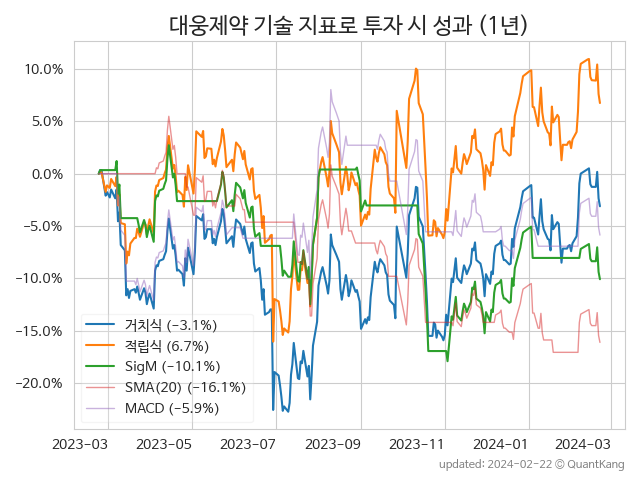 대웅제약 기술 지표로 투자 시 성과 (1년)
10.0%
5.0%
0.0%
−5.0%
−10.0%
−15.0%
−20.0%
거치식 (−3.1%)
적립식 (6.7%)
SigM (−10.1%)
SMA(20) (−16.1%)
MACD (−5.9%)
2023-03 2023-05 2023-07 2023-09 2023-11 2024-01 2024-03
updated: 2024-02-22 © QuantKang